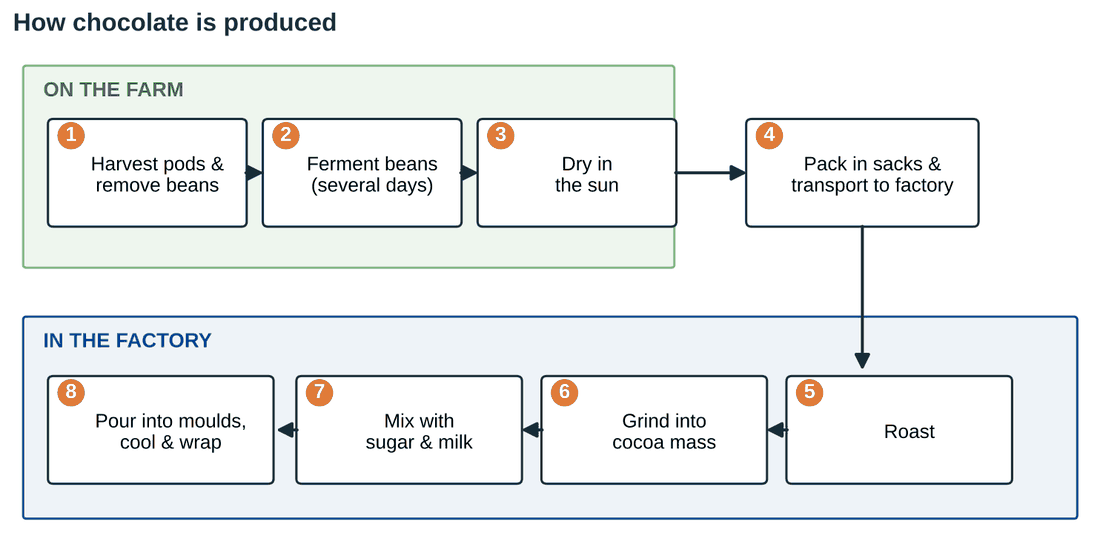 How chocolate is produced
ON THE FARM
1
Harvest pods &
remove beans
2
Ferment beans
(several days)
3
Dry in
the sun
4
Pack in sacks &
transport to factory
IN THE FACTORY
5
Roast
6
Grind into
cocoa mass
7
Mix with
sugar & milk
8
Pour into moulds,
cool & wrap